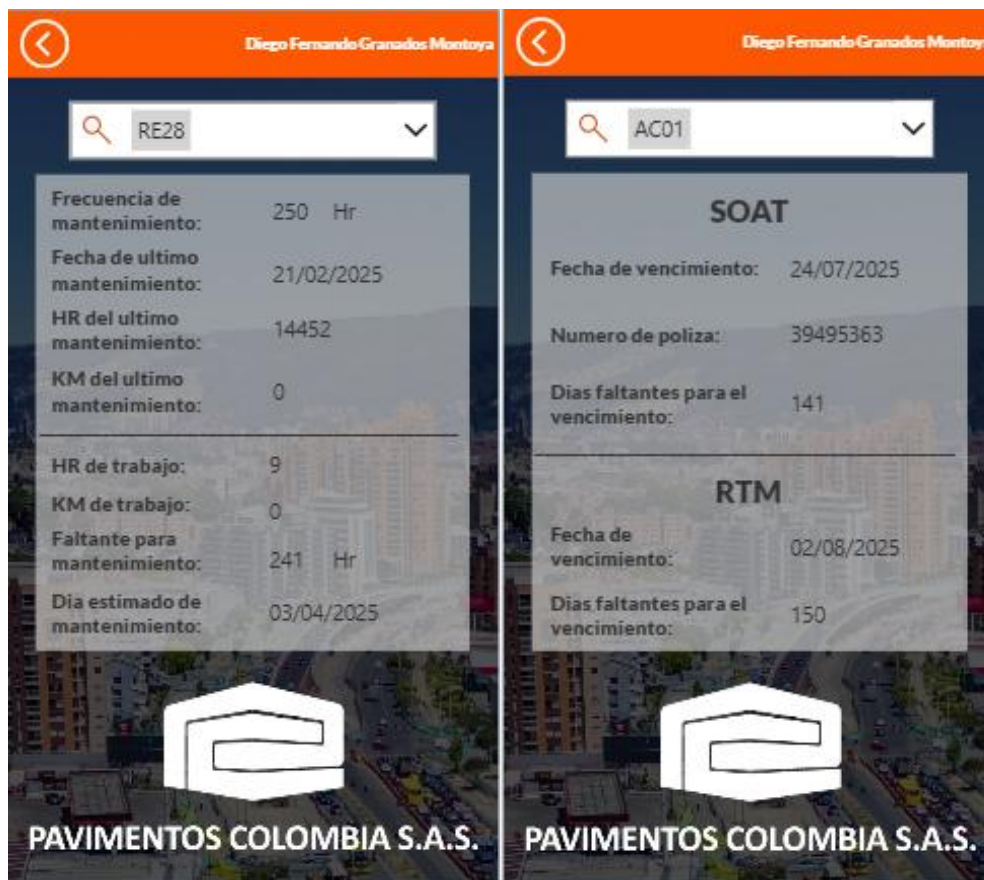 Diego Fernando Granados Montoya
RE28
Frecuencia de
mantenimiento:
250 Hr
Fecha de ultimo
mantenimiento:
21/02/2025
HR del ultimo
mantenimiento:
14452
KM del ultimo
mantenimiento:
0
HR de trabajo:
9
KM de trabajo:
0
Faltante para
mantenimiento:
241 Hr
Dia estimado de
mantenimiento:
03/04/2025
PAVIMENTOS COLOMBIA S.A.S.
Diego Fernando Granados Montoy
AC01
SOAT
Fecha de vencimiento: 24/07/2025
Numero de poliza: 39495363
Dias faltantes para el
vencimiento:
141
RTM
Fecha de
vencimiento:
02/08/2025
Dias faltantes para el
vencimiento:
150
PAVIMENTOS COLOMBIA S.A.S.